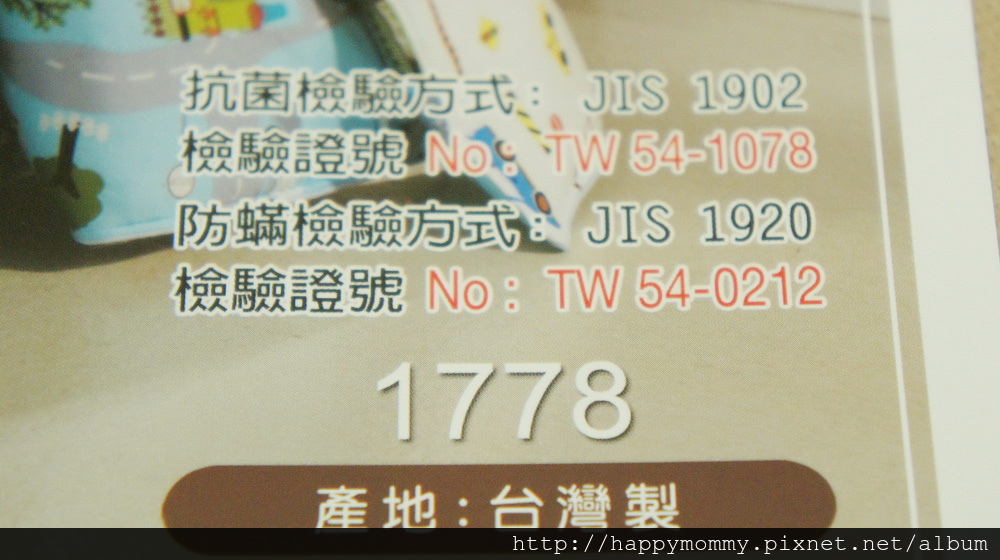 抗菌檢驗方式： JIS 1902
檢驗證號 No： TW 54-1078
防蟎檢驗方式： JIS 1920
檢驗證號 No： TW 54-0212
1778
產地：台灣製
http://happymommy.pixnet.net/album